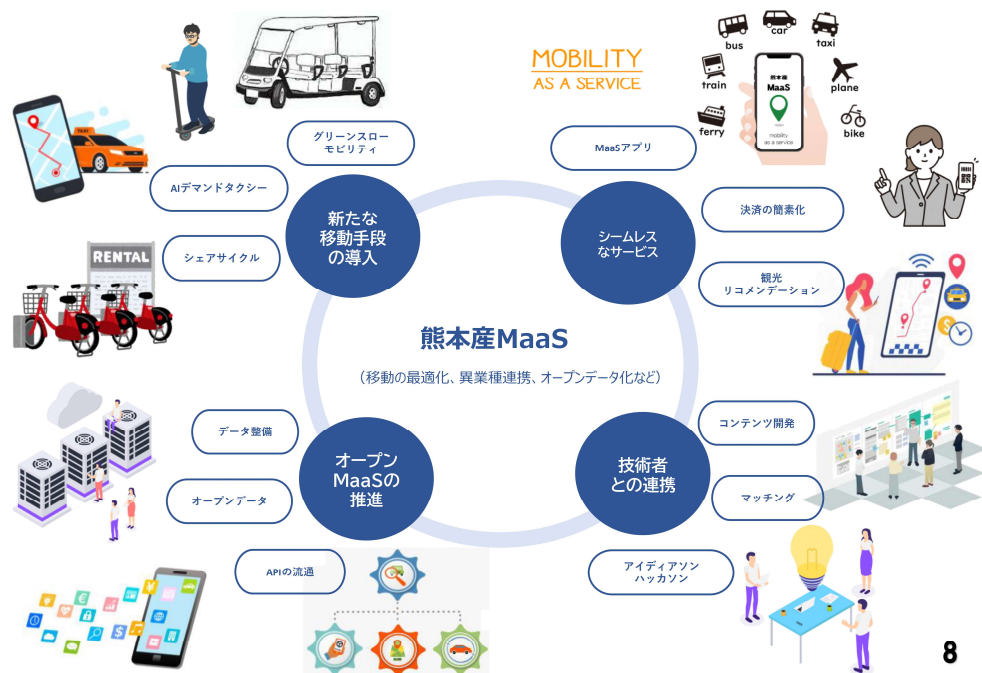 MOBILITY
AS A SERVICE
bus
car
taxi
train
plane
ferry
bike
熊本産
MaaS
mobility
as a service
グリーンスロー
モビリティ
MaaSアプリ
TAXI
AIデマンドタクシー
新たな
移動手段
の導入
シームレス
なサービス
決済の簡素化
シェアサイクル
RENTAL
観光
リコメンデーション
熊本産MaaS
（移動の最適化、異業種連携、オープンデータ化など）
データ整備
オープン
MaaSの
推進
技術者
との連携
コンテンツ開発
オープンデータ
マッチング
APIの流通
アイディアソン
ハッカソン
8